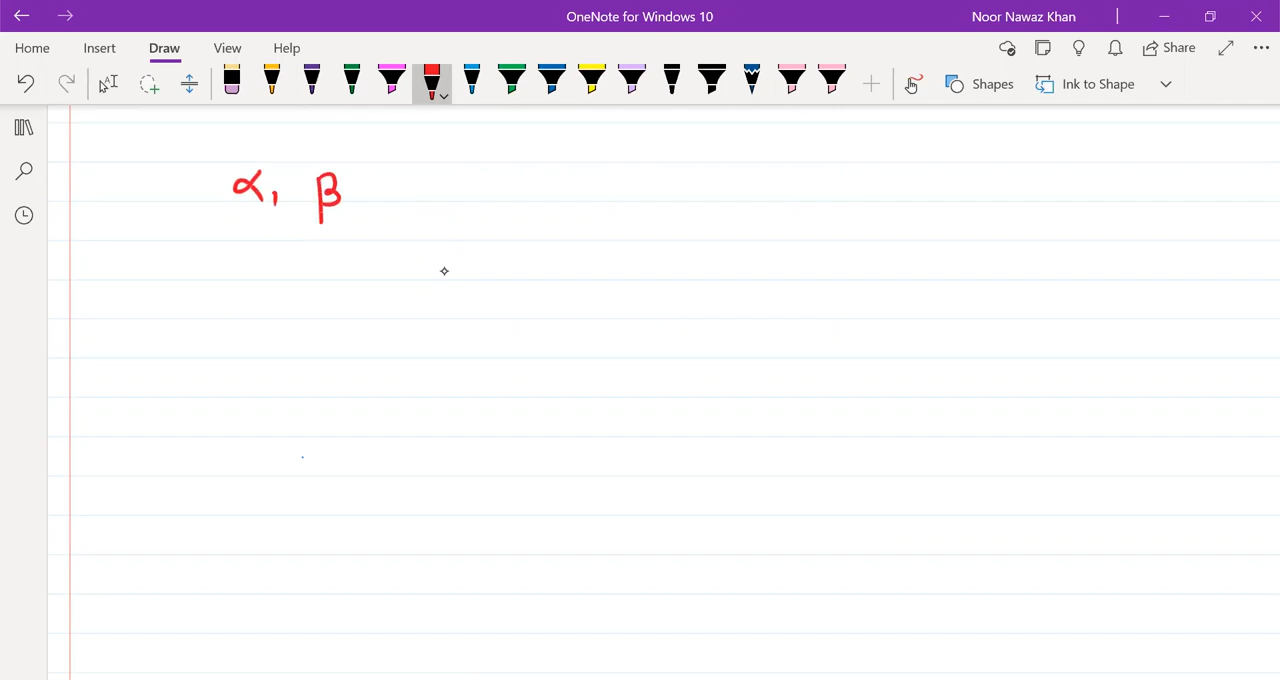 OneNote for Windows 10 Noor Nawaz Khan
Home Insert Draw View Help Share
Shapes Ink to Shape
α, β